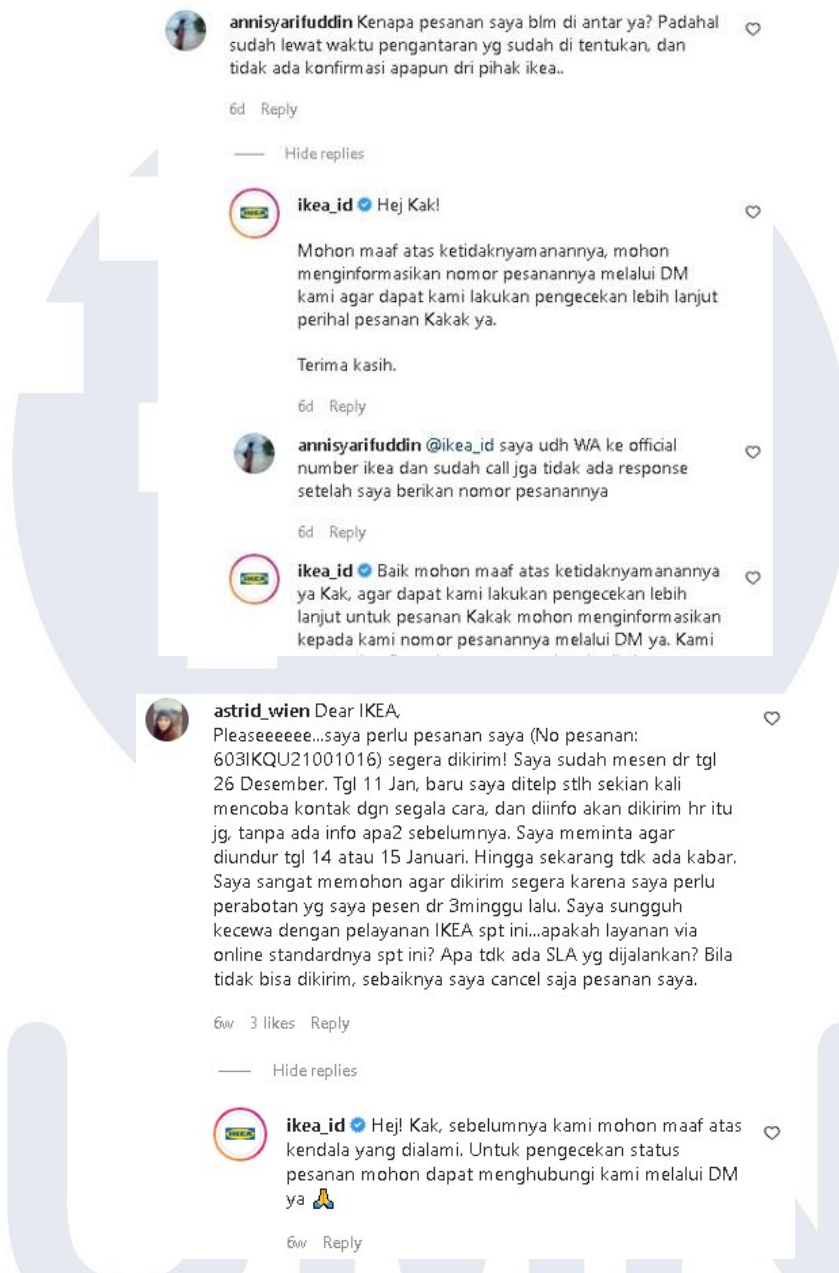 annisyarifuddin Kenapa pesanan saya blm di antar ya? Padahal
sudah lewat waktu pengantaran yg sudah di tentukan, dan
tidak ada konfirmasi apapun dri pihak ikea..
6d Reply
Hide replies
ikea_id Hej Kak!
Mohon maaf atas ketidaknyamanannya, mohon
menginformasikan nomor pesanannya melalui DM
kami agar dapat kami lakukan pengecekan lebih lanjut
perihal pesanan Kakak ya.
Terima kasih.
6d Reply
annisyarifuddin @ikea_id saya udh WA ke official
number ikea dan sudah call jga tidak ada response
setelah saya berikan nomor pesanannya
6d Reply
ikea_id Baik mohon maaf atas ketidaknyamanannya
ya Kak, agar dapat kami lakukan pengecekan lebih
lanjut untuk pesanan Kakak mohon menginformasikan
kepada kami nomor pesanannya melalui DM ya. Kami
astrid_wien Dear IKEA,
Pleaseeeeee...saya perlu pesanan saya (No pesanan:
603IKQU21001016) segera dikirim! Saya sudah mesen dr tgl
26 Desember. Tgl 11 Jan, baru saya ditelp stlh sekian kali
mencoba kontak dgn segala cara, dan diinfo akan dikirim hr itu
jg, tanpa ada info apa2 sebelumnya. Saya meminta agar
diundur tgl 14 atau 15 Januari. Hingga sekarang tdk ada kabar.
Saya sangat memohon agar dikirim segera karena saya perlu
perabotan yg saya pesen dr 3minggu lalu. Saya sungguh
kecewa dengan pelayanan IKEA spt ini...apakah layanan via
online standardnya spt ini? Apa tdk ada SLA yg dijalankan? Bila
tidak bisa dikirim, sebaiknya saya cancel saja pesanan saya.
6w 3 likes Reply
Hide replies
ikea_id Hej! Kak, sebelumnya kami mohon maaf atas
kendala yang dialami. Untuk pengecekan status
pesanan mohon dapat menghubungi kami melalui DM
ya 🙏
6w Reply